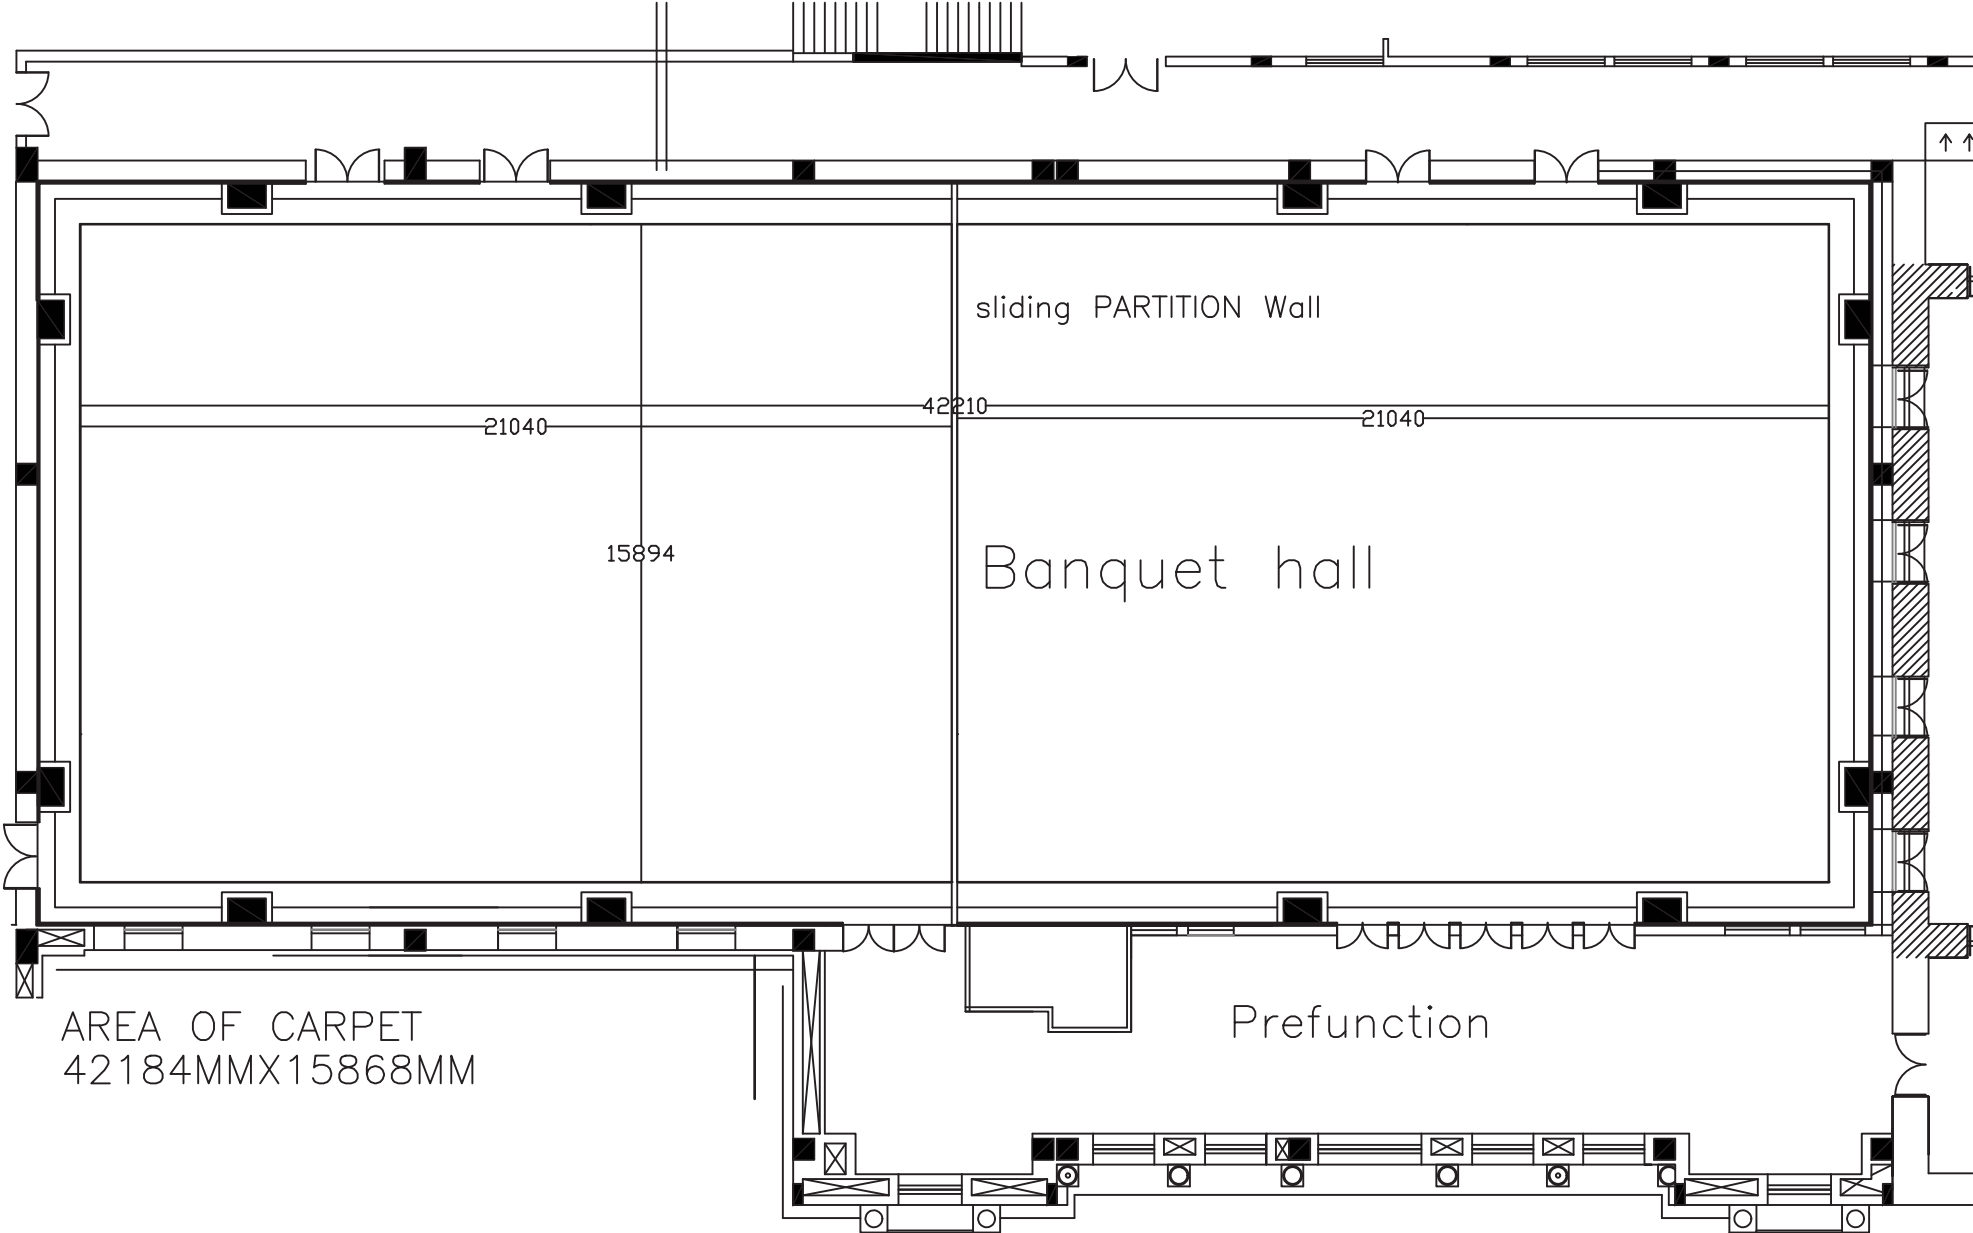 sliding PARTITION Wall
42210
21040
21040
15894
Banquet hall
Prefunction
AREA OF CARPET
42184MMX15868MM